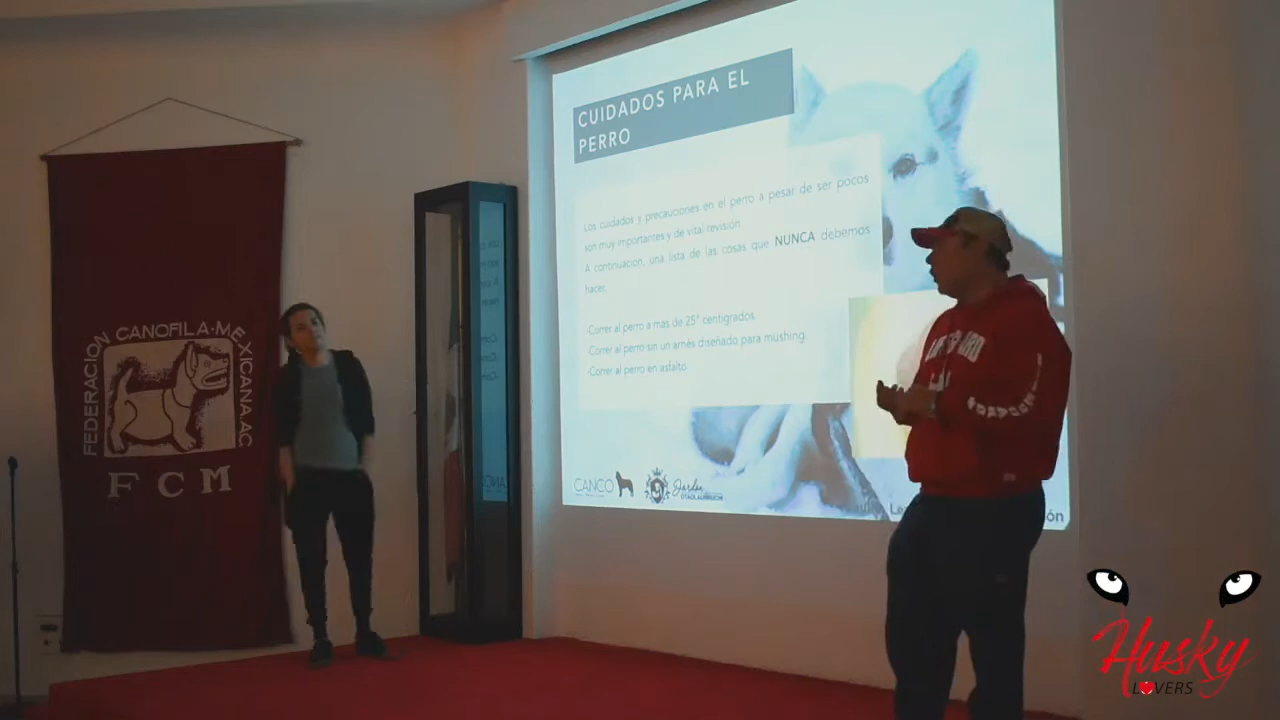 CUIDADOS PARA EL
PERRO
Los cuidados y precauciones en el perro a pesar de ser pocos
son muy importantes y de vital revisión.
A continuación, una lista de las cosas que NUNCA debemos
hacer.
-Correr al perro a mas de 25° centigrados.
-Correr al perro sin un arnés diseñado para mushing.
-Correr al perro en asfalto.
CANCO
FEDERACION CANOFILA·MEXICANA.AC
F C M
Husky
LOVERS